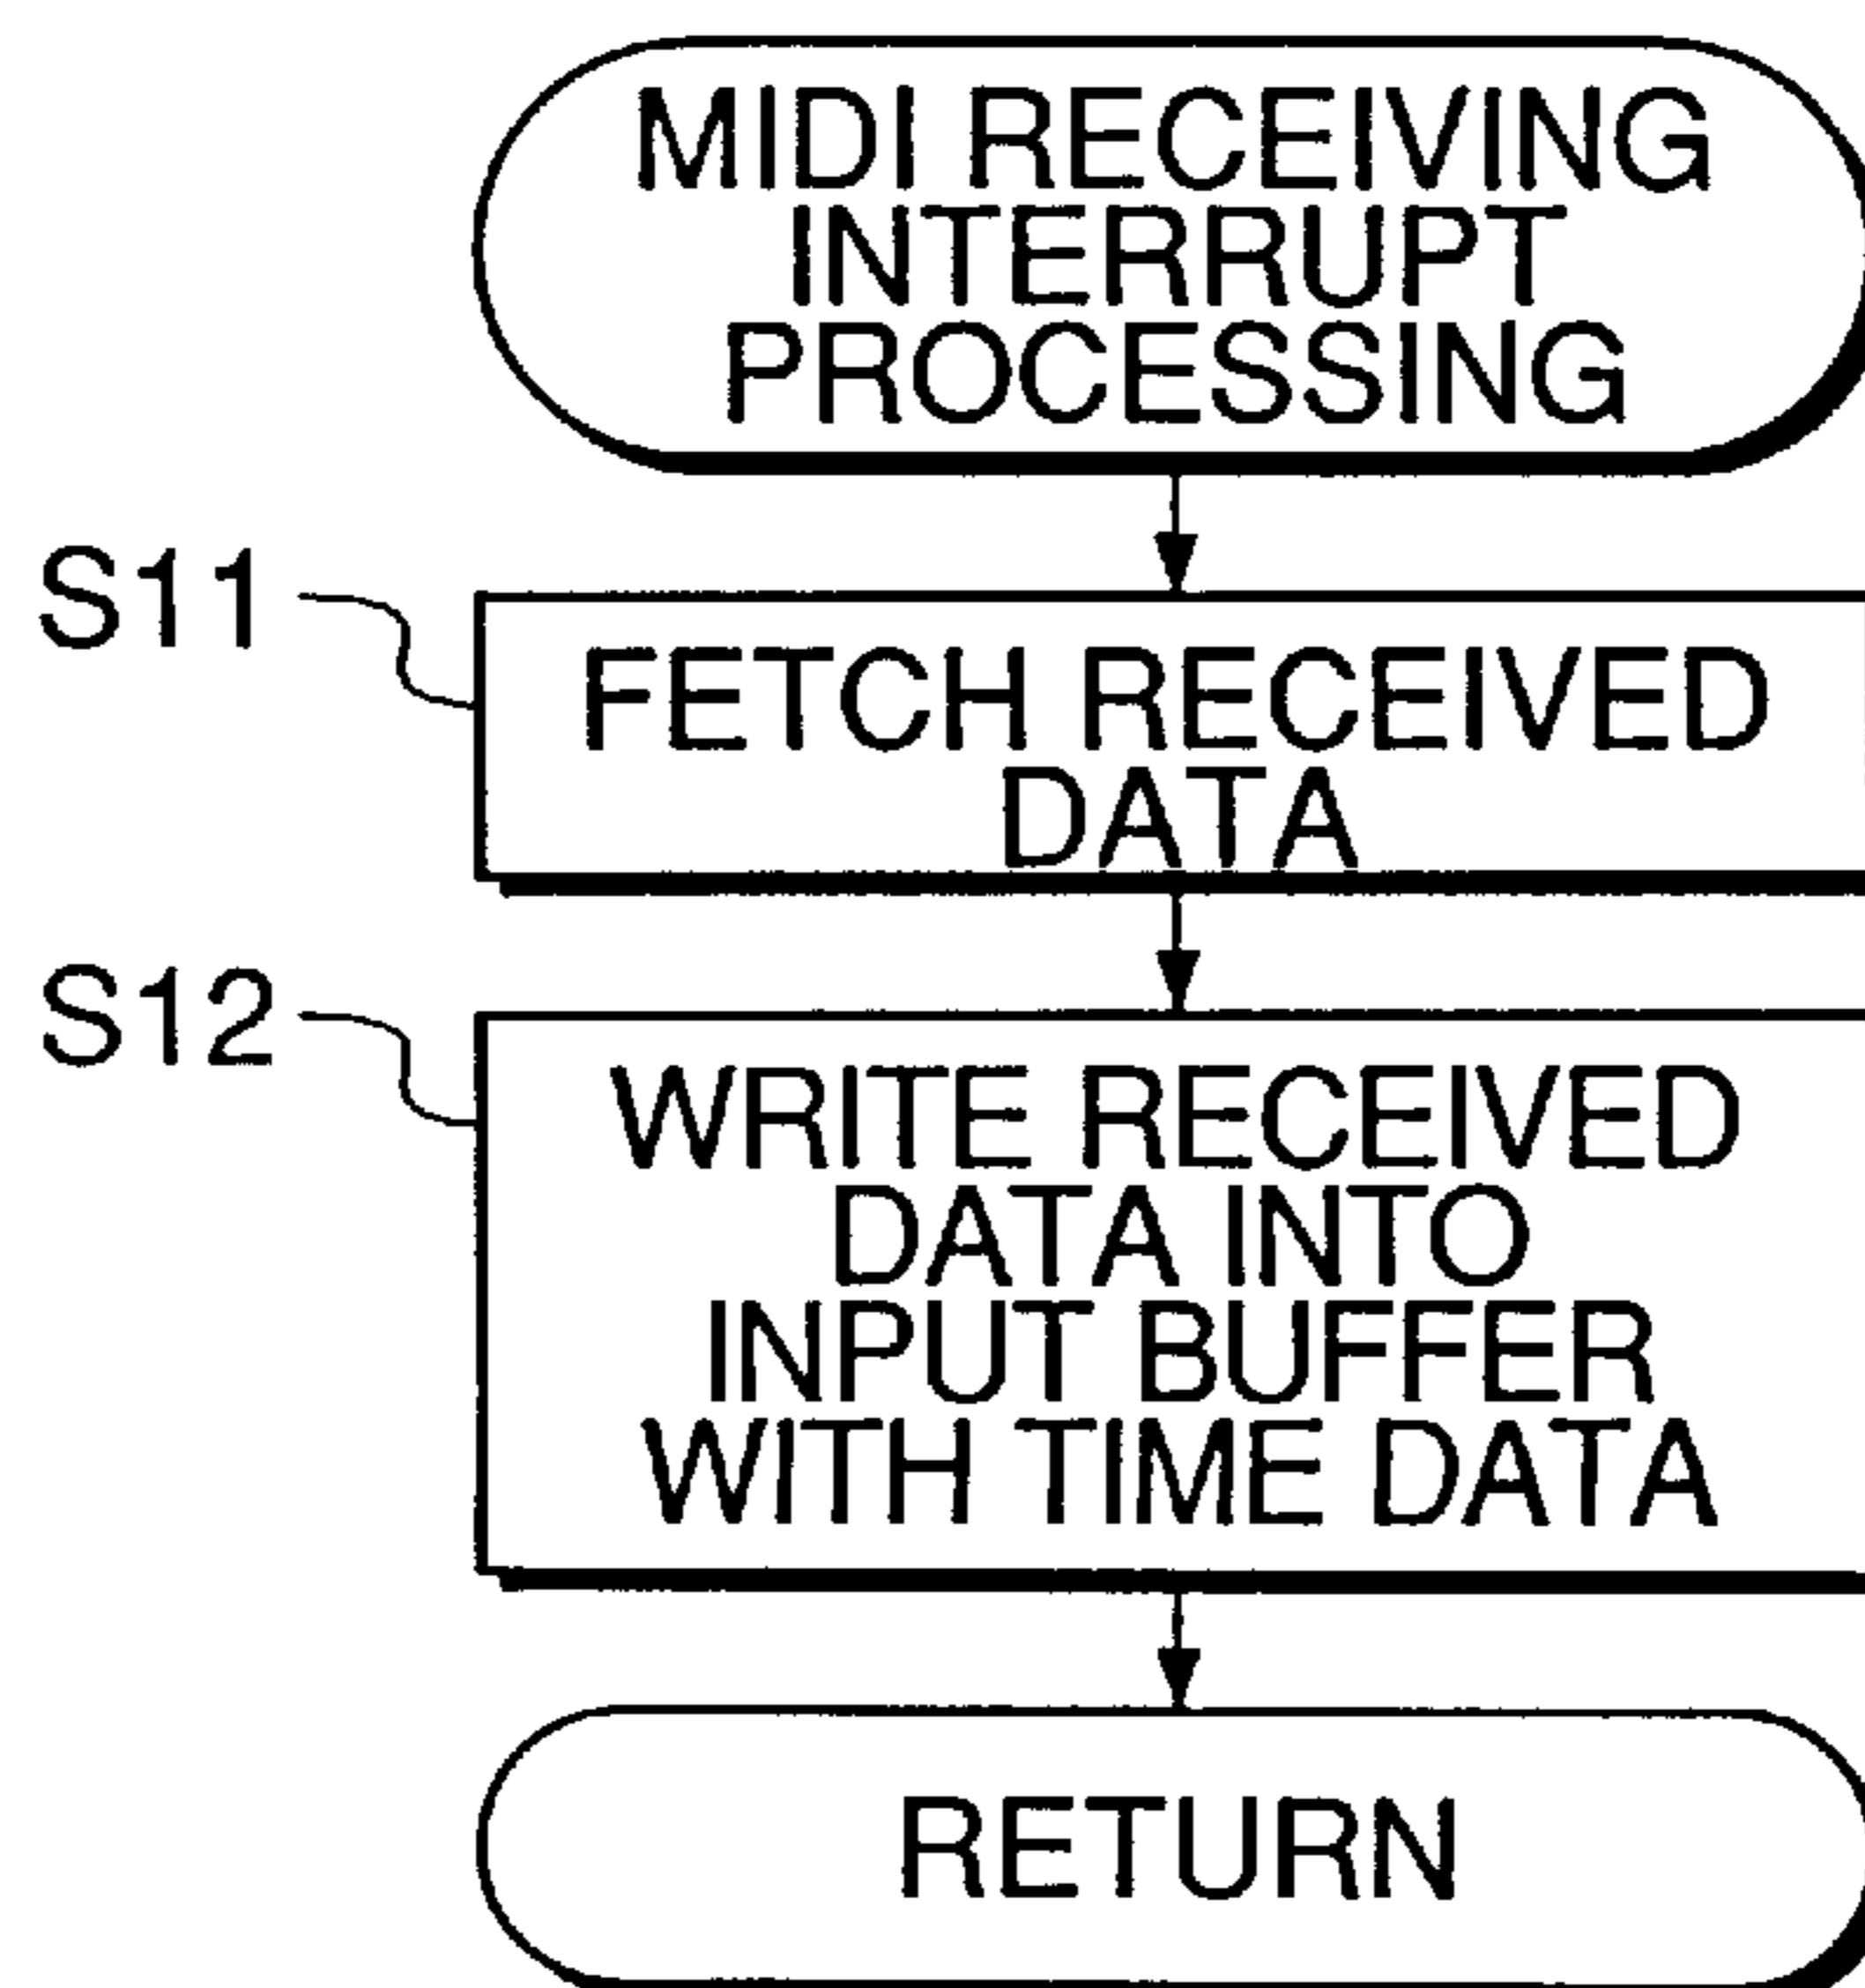 MIDI RECEIVING
INTERRUPT
PROCESSING
S11
FETCH RECEIVED
DATA
S12
WRITE RECEIVED
DATA INTO
INPUT BUFFER
WITH TIME DATA
RETURN